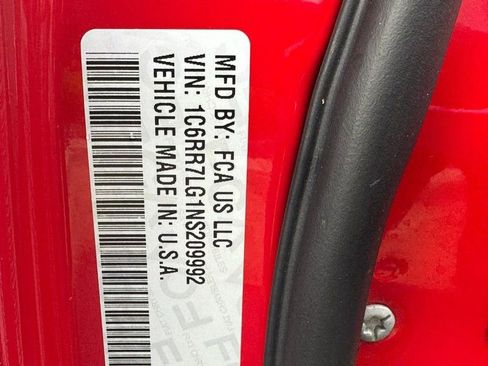 MFD BY: FCA US LLC
VIN: 1C6RR7LG1NS209992
VEHICLE MADE IN: U.S.A.